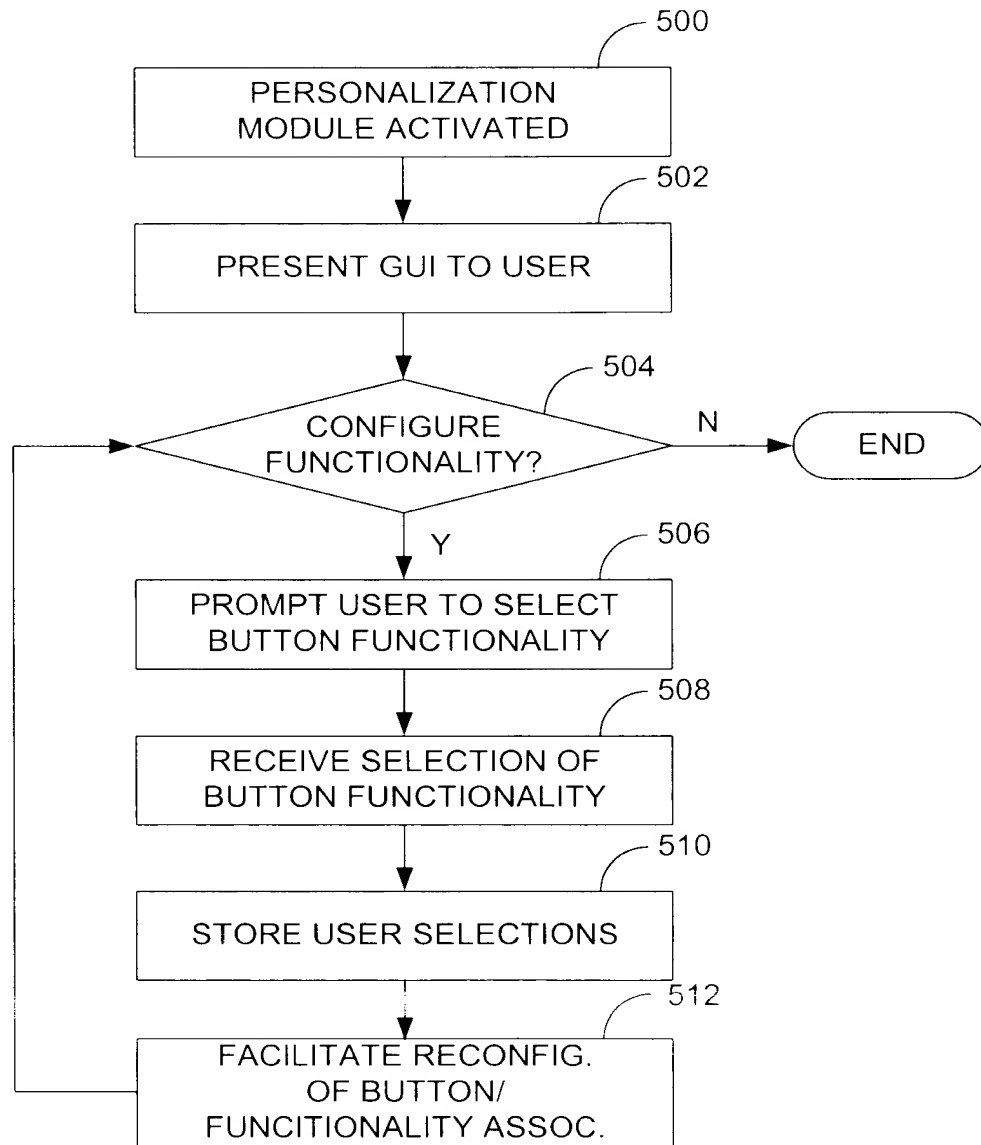 500
PERSONALIZATION
MODULE ACTIVATED
502
PRESENT GUI TO USER
504
CONFIGURE
FUNCTIONALITY?
N
END
Y
506
PROMPT USER TO SELECT
BUTTON FUNCTIONALITY
508
RECEIVE SELECTION OF
BUTTON FUNCTIONALITY
510
STORE USER SELECTIONS
512
FACILITATE RECONFIG.
OF BUTTON/
FUNCITIONALITY ASSOC.